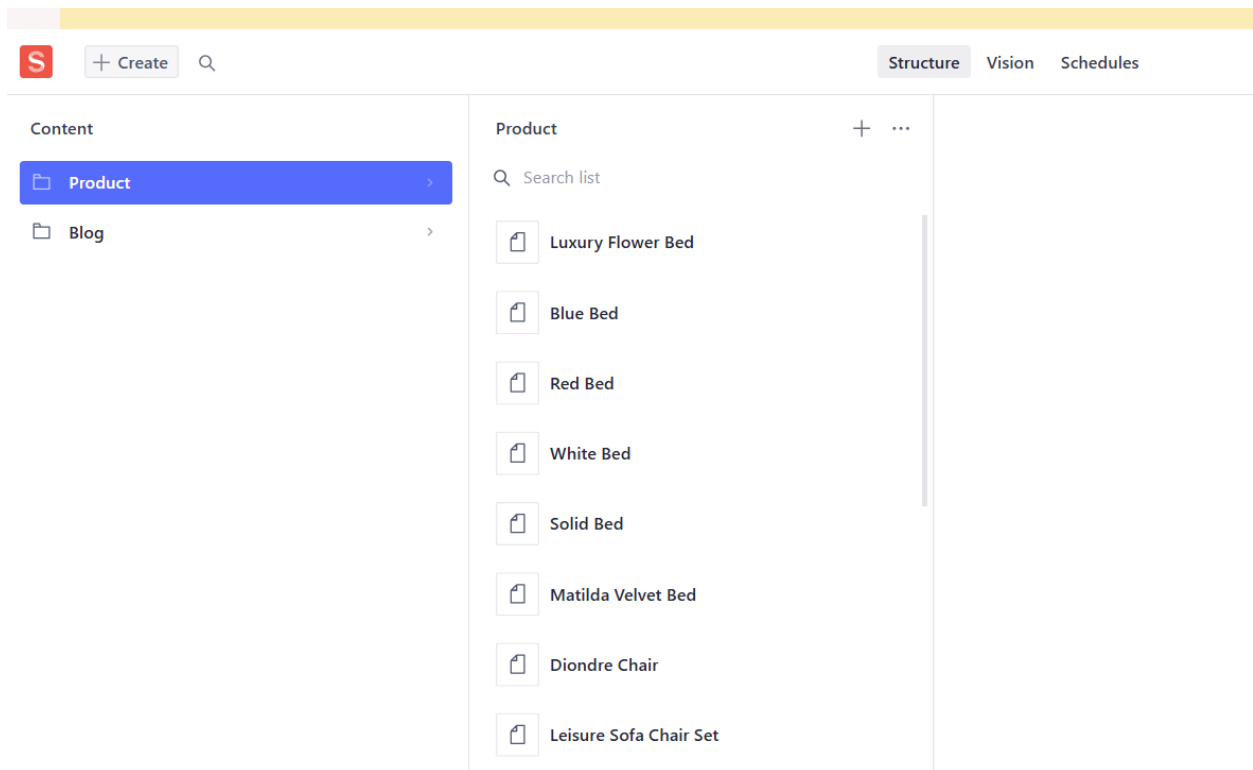 S
Create
Structure
Vision
Schedules
Content
Product
Blog
Product
Search list
Luxury Flower Bed
Blue Bed
Red Bed
White Bed
Solid Bed
Matilda Velvet Bed
Diondre Chair
Leisure Sofa Chair Set